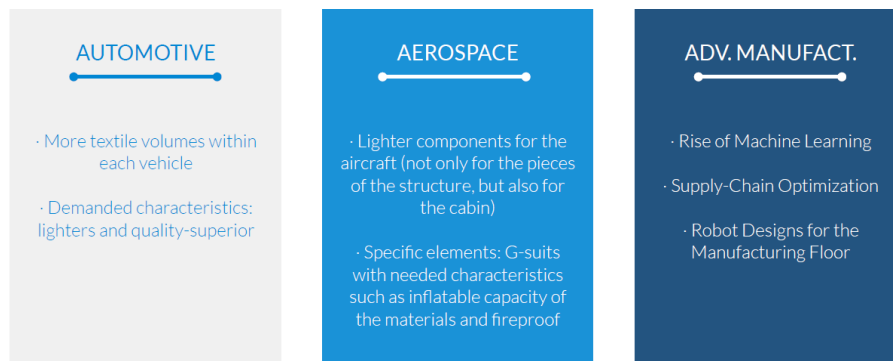 AUTOMOTIVE
· More textile volumes within
each vehicle
· Demanded characteristics:
lighters and quality-superior
AEROSPACE
· Lighter components for the
aircraft (not only for the pieces
of the structure, but also for
the cabin)
· Specific elements: G-suits
with needed characteristics
such as inflatable capacity of
the materials and fireproof
ADV. MANUFACT.
· Rise of Machine Learning
· Supply-Chain Optimization
· Robot Designs for the
Manufacturing Floor